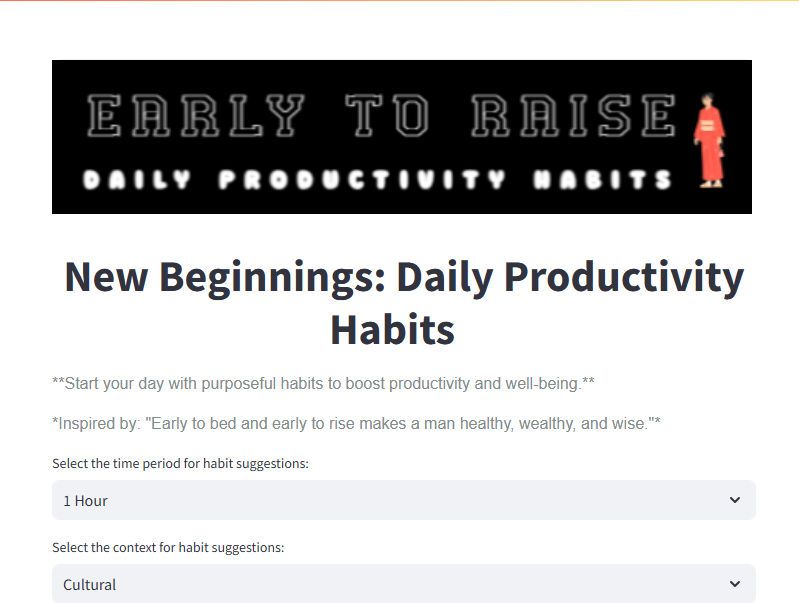 EARLY TO RAISE
DAILY PRODUCTIVITY HABITS
New Beginnings: Daily Productivity
Habits
**Start your day with purposeful habits to boost productivity and well-being.**
*Inspired by: "Early to bed and early to rise makes a man healthy, wealthy, and wise."*
Select the time period for habit suggestions:
1 Hour
Select the context for habit suggestions:
Cultural